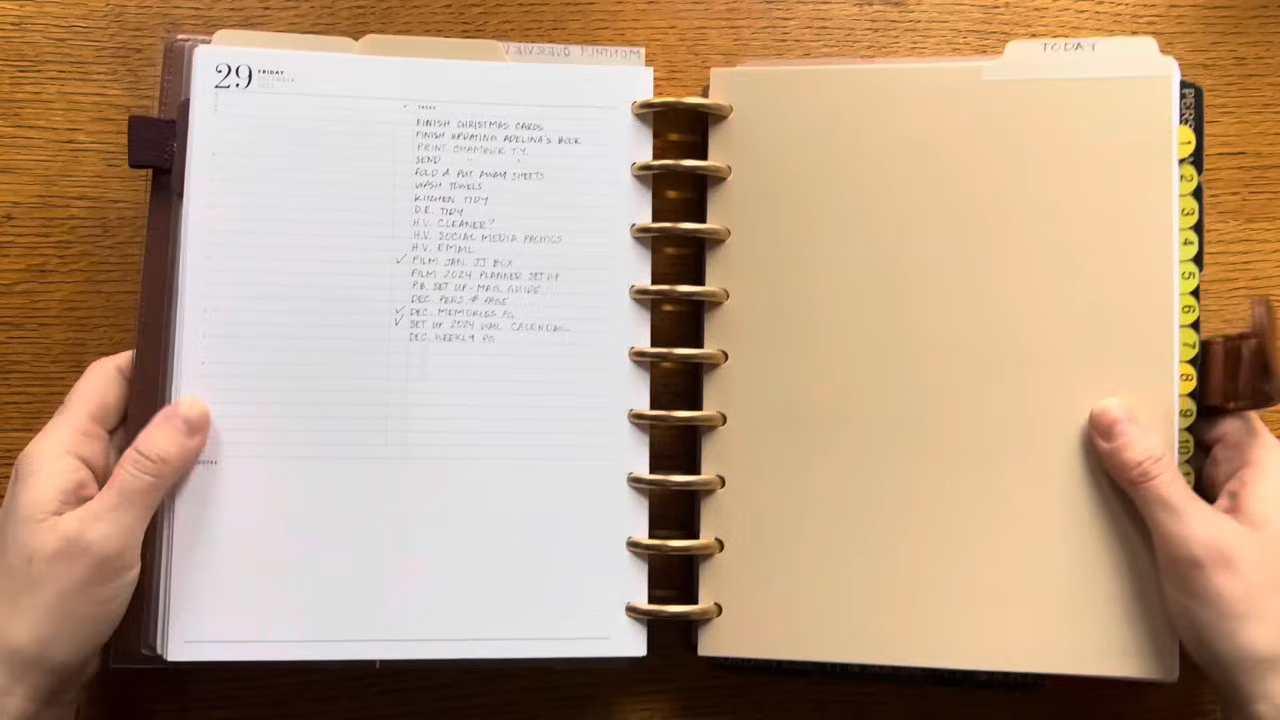 MONTHLY OVERVIEW
TODAY
29 FRIDAY
DECEMBER
✓ TASKS
FINISH CHRISTMAS CARDS
FINISH UPDATING ADELINA'S BOOK
PRINT CHAMBER T.Y.
SEND " "
FOLD & PUT AWAY SHEETS
WASH TOWELS
KITCHEN TIDY
D.R. TIDY
H.V. CLEANER?
H.V. SOCIAL MEDIA PROMOS
H.V. EMAIL
✓ FILM JAN. JJ BOX
FILM 2024 PLANNER SET UP
P.B. SET UP - MAG. GUIDE
DEC. PERS. # PAGE
✓ DEC. MEMORIES PG
✓ SET UP 2024 WALL CALENDAR
DEC. WEEKLY PG
NOTES
PERS
1
2
3
4
5
6
7
8
9
10